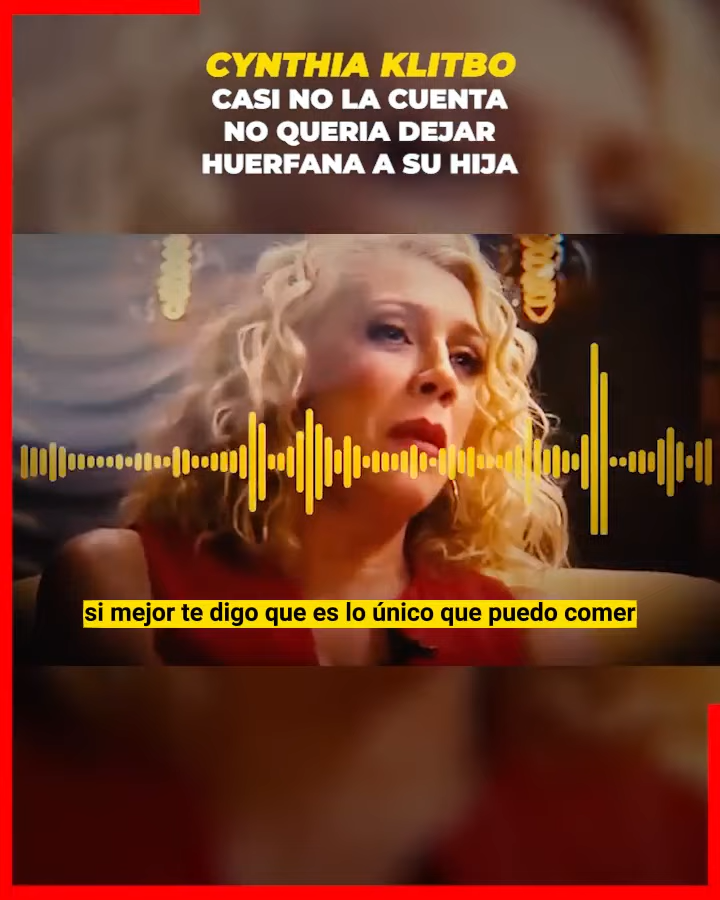 CYNTHIA KLITBO
CASI NO LA CUENTA
NO QUERIA DEJAR
HUERFANA A SU HIJA
si mejor te digo que es lo único que puedo comer